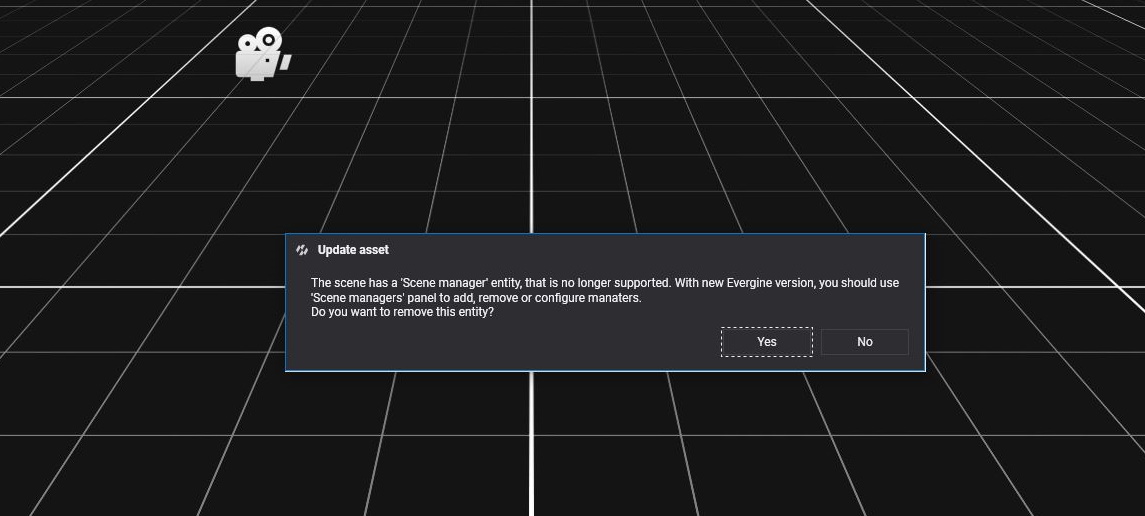 Update asset
The scene has a 'Scene manager' entity, that is no longer supported. With new Evergine version, you should use
'Scene managers' panel to add, remove or configure manaters.
Do you want to remove this entity?
Yes
No